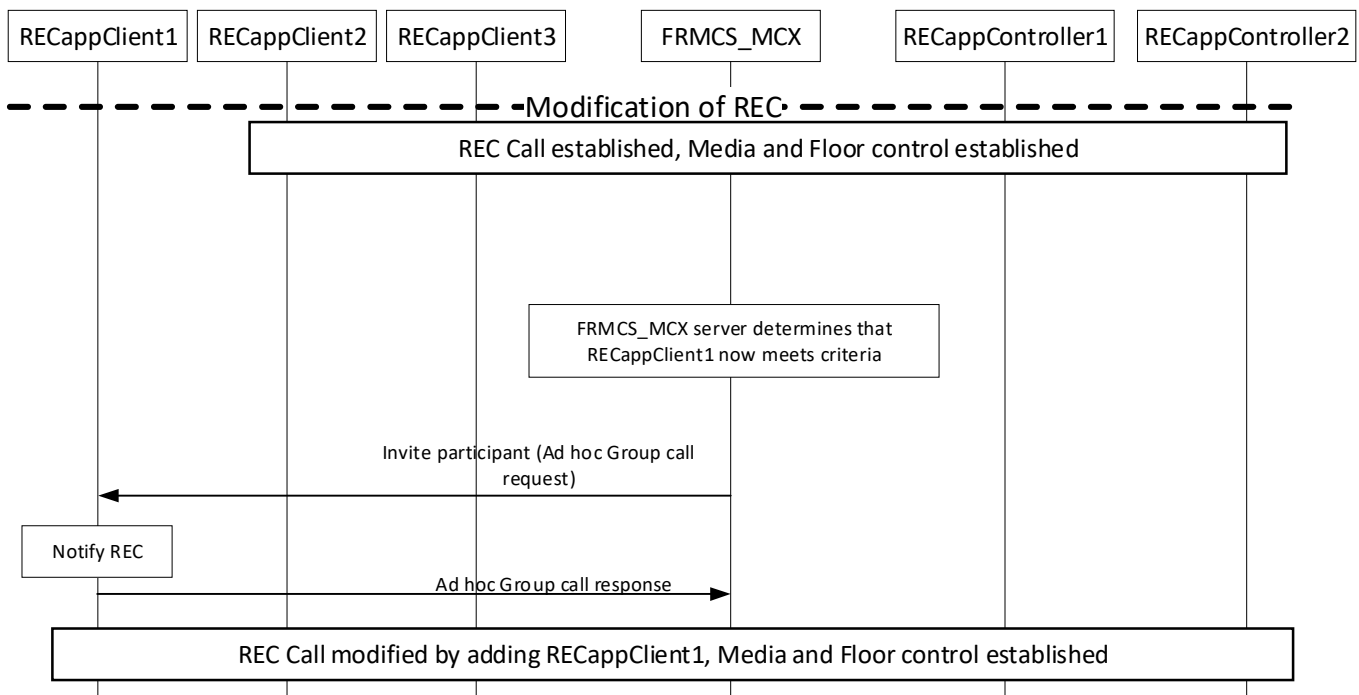 RECappClient1
RECappClient2
RECappClient3
FRMCS_MCX
RECappController1
RECappController2
Modification of REC
REC Call established, Media and Floor control established
FRMCS_MCX server determines that
RECappClient1 now meets criteria
Invite participant (Ad hoc Group call
request)
Notify REC
Ad hoc Group call response
REC Call modified by adding RECappClient1, Media and Floor control established